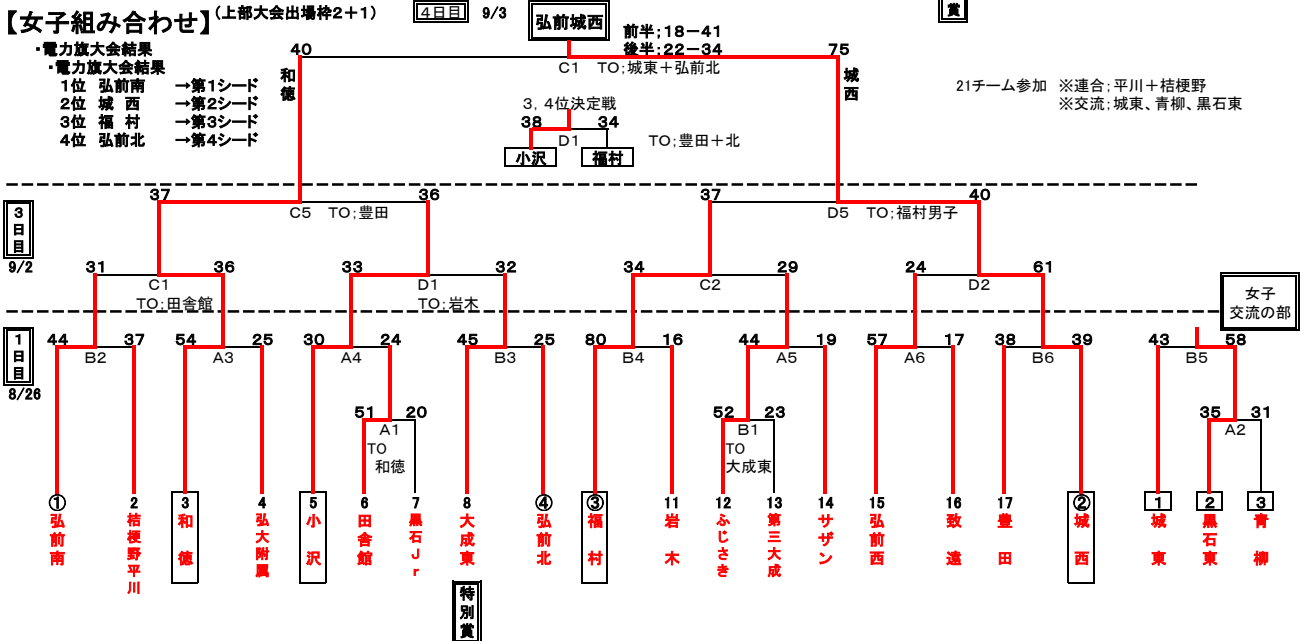 【女子組み合わせ】(上部大会出場枠2+1)
4日目 9/3
弘前城西
賞
・電力旗大会結果
・電力旗大会結果
1位 弘前南 →第1シード
2位 城西 →第2シード
3位 福村 →第3シード
4位 弘前北 →第4シード
前半;18-41
後半;22-34
40 75
和徳 城西
C1 TO;城東+弘前北
21チーム参加 ※連合;平川+桔梗野
※交流;城東、青柳、黒石東
3,4位決定戦
38 34
D1 TO;豊田+北
小沢 福村
3日目
9/2
37 36 37 40
C5 TO;豊田 D5 TO;福村男子
31 36 33 32 34 29 24 61
C1 D1 C2 D2
TO;田舎館 TO;岩木
女子
交流の部
1日目
8/26
44 37 54 25 30 24 45 25 80 16 44 19 57 17 38 39 43 58
B2 A3 A4 B3 B4 A5 A6 B6 B5
51 20 52 23 35 31
A1 B1 A2
TO
和徳
TO
大成東
① 2 3 4 5 6 7 8 ④ ③ 11 12 13 14 15 16 17 ② 1 2 3
弘前南
桔梗野平川
和徳
弘大附属
小沢
田舎館
黒石Jr
大成東
弘前北
福村
岩木
ふじさき
第三大成
サザン
弘前西
致遠
豊田
城西
城東
黒石東
青柳
特別賞